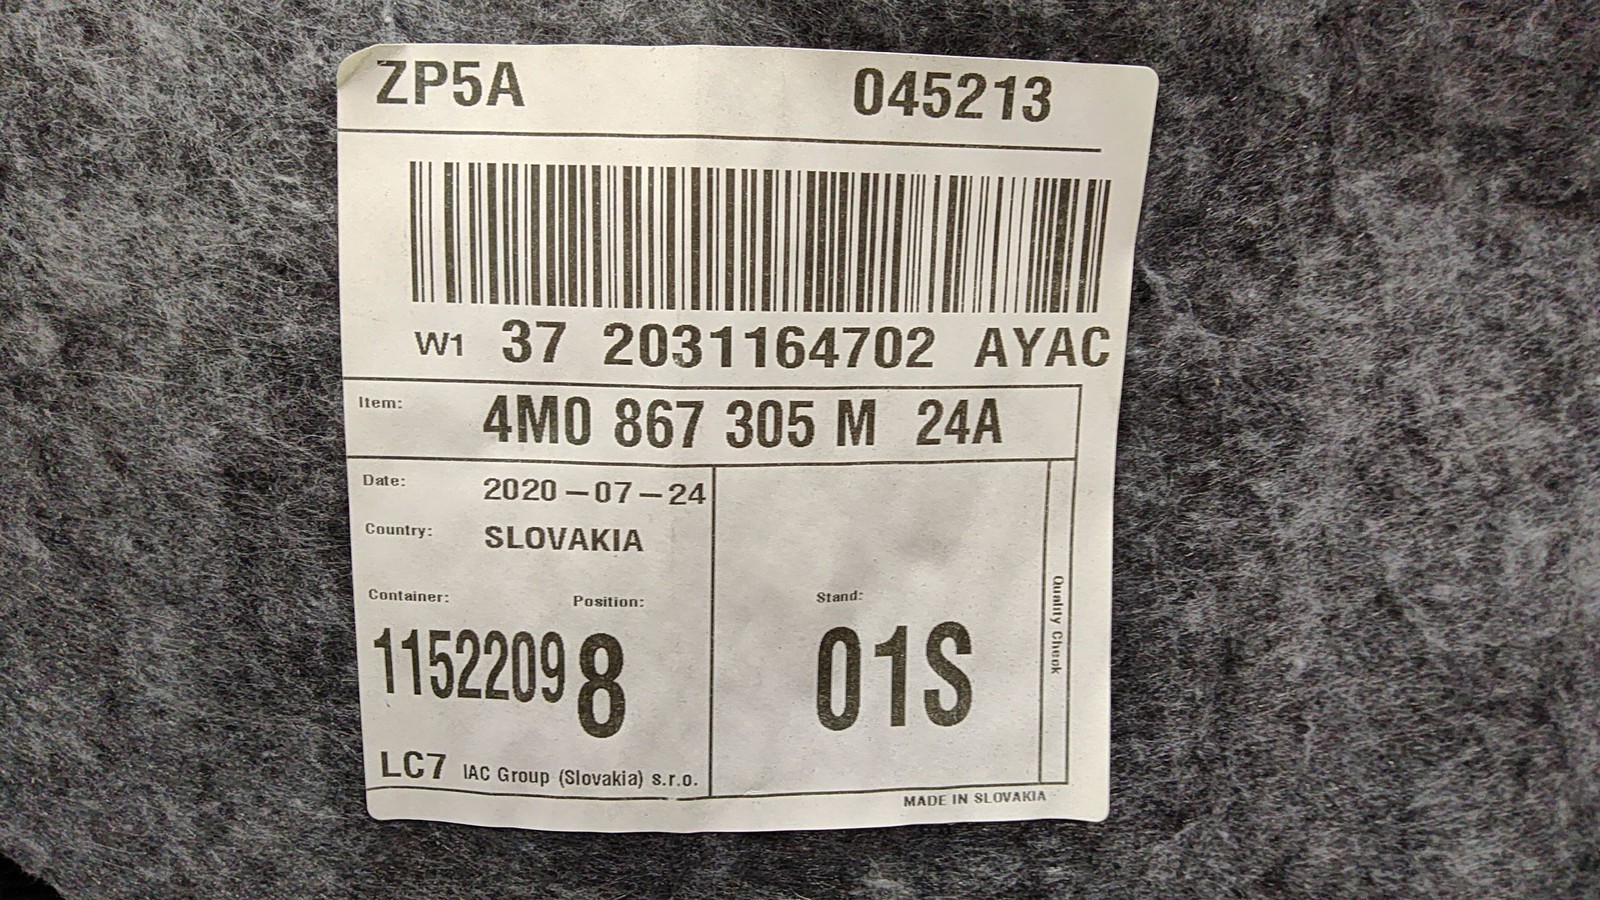 ZP5A 045213
W1 37 2031164702 AYAC
Item: 4M0 867 305 M 24A
Date: 2020-07-24
Country: SLOVAKIA
Container: Position: Stand:
1152209 8 01S
Quality Check
LC7 IAC Group (Slovakia) s.r.o.
MADE IN SLOVAKIA